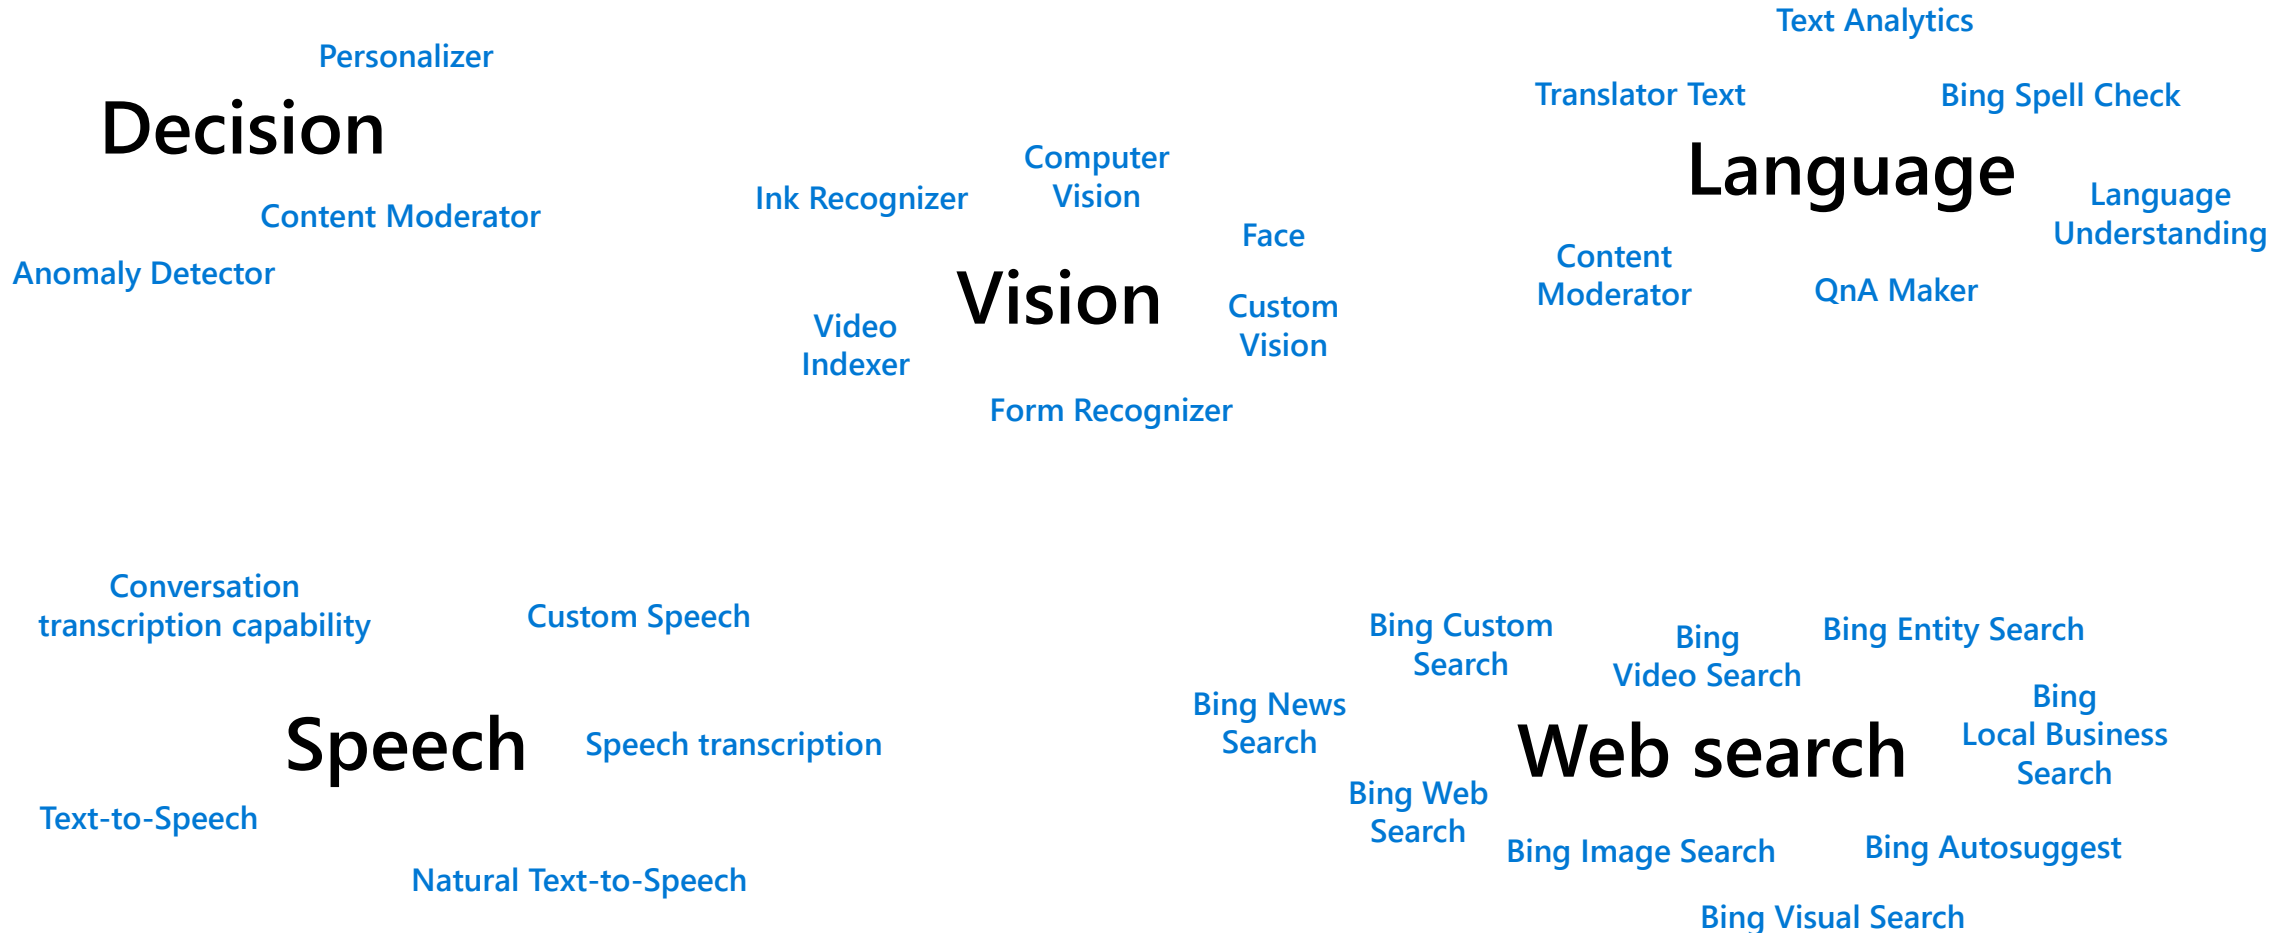 Personalizer
Decision
Content Moderator
Anomaly Detector
Computer
Vision
Ink Recognizer
Face
Vision
Custom
Vision
Video
Indexer
Form Recognizer
Text Analytics
Translator Text
Bing Spell Check
Language
Language
Understanding
Content
Moderator
QnA Maker
Conversation
transcription capability
Custom Speech
Speech
Speech transcription
Text-to-Speech
Natural Text-to-Speech
Bing Custom
Search
Bing
Video Search
Bing Entity Search
Bing News
Search
Web search
Bing
Local Business
Search
Bing Web
Search
Bing Image Search
Bing Autosuggest
Bing Visual Search